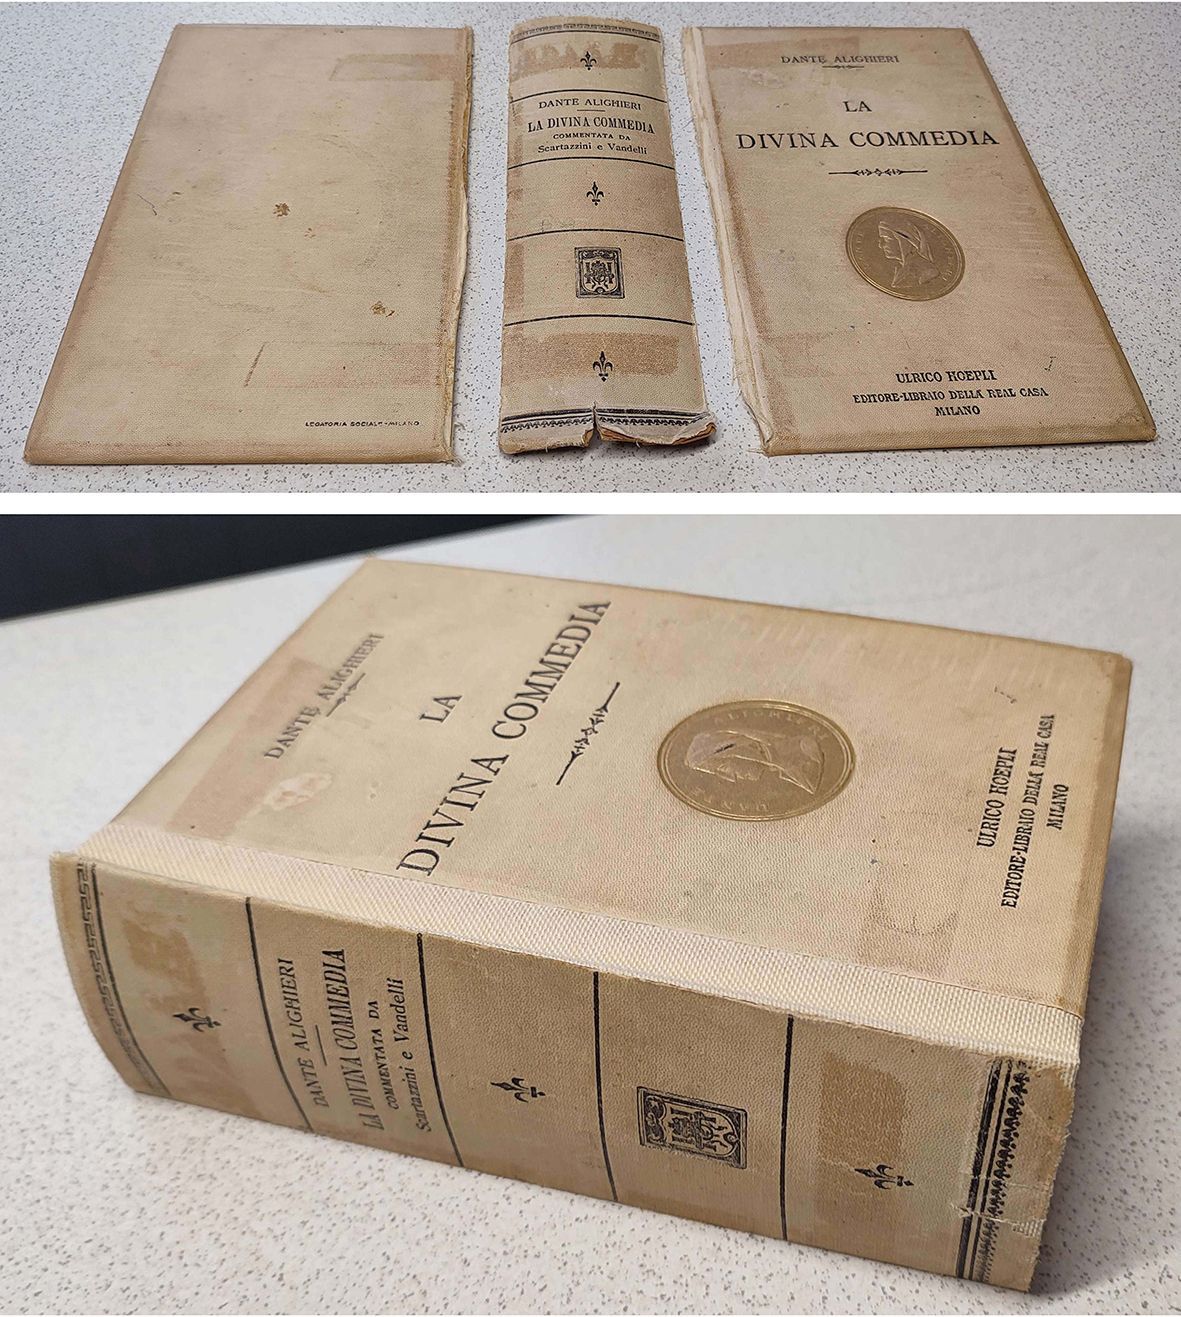 DANTE ALIGHIERI
LA DIVINA COMMEDIA
COMMENTATA DA
Scartazzini e Vandelli
DANTE ALIGHIERI
LA
DIVINA COMMEDIA
ULRICO HOEPLI
EDITORE-LIBRAIO DELLA REAL CASA
MILANO
LEGATORIA SOCIALE-MILANO
DANTE ALIGHIERI
LA
DIVINA COMMEDIA
DANTE ALIGHIERI
ULRICO HOEPLI
EDITORE-LIBRAIO DELLA REAL CASA
MILANO
DANTE ALIGHIERI
LA DIVINA COMMEDIA
COMMENTATA DA
Scartazzini e Vandelli